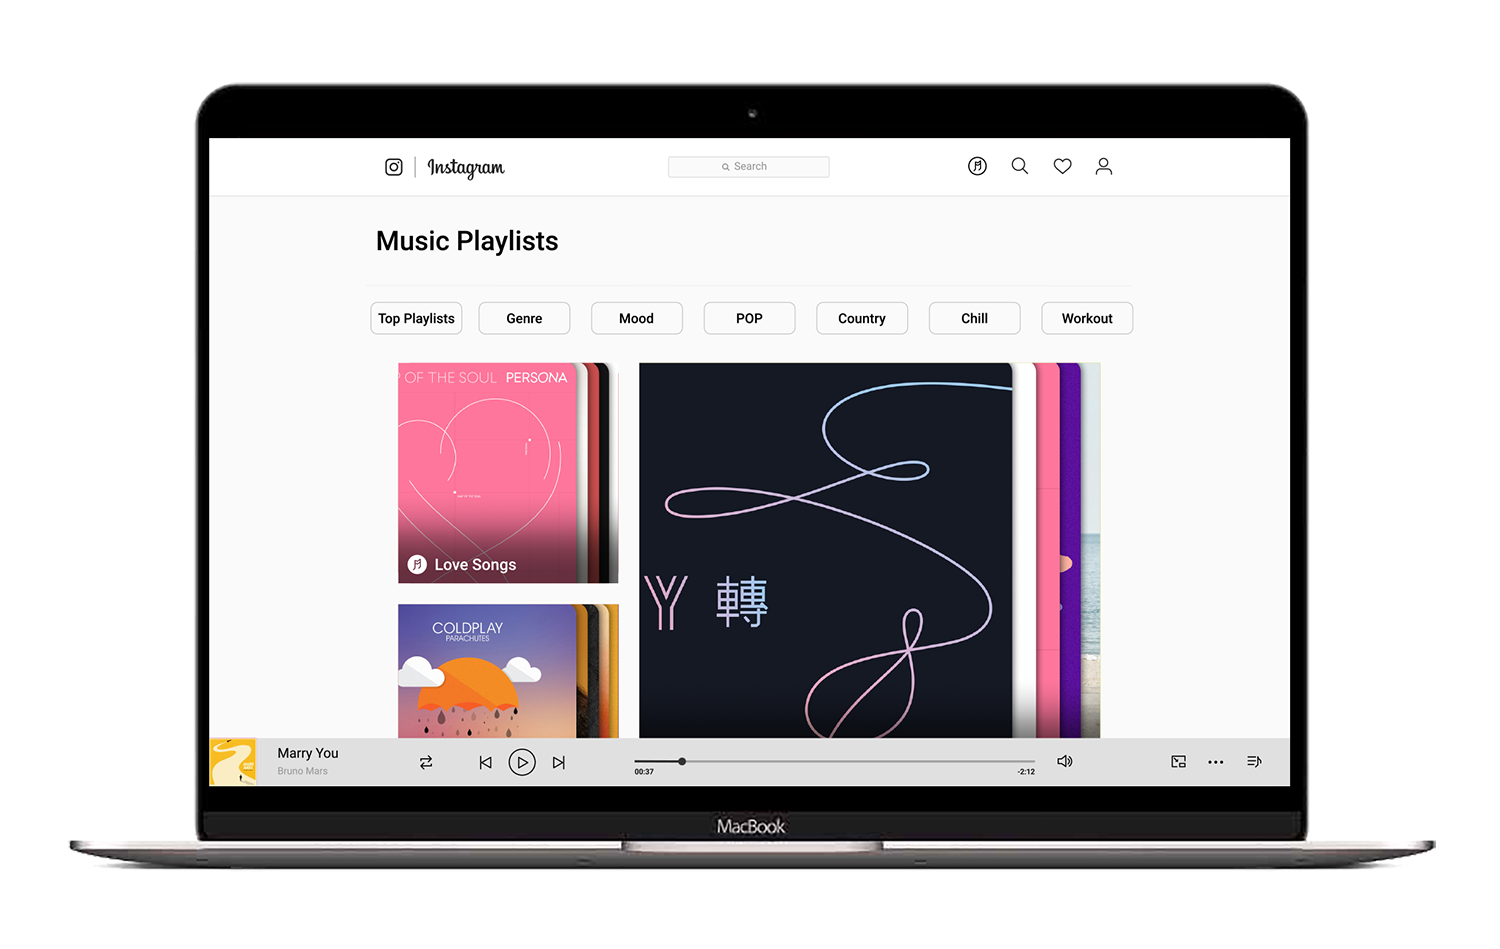 Instagram
Search
Music Playlists
Top Playlists
Genre
Mood
POP
Country
Chill
Workout
P OF THE SOUL PERSONA
Love Songs
COLDPLAY
PARACHUTES
Y 轉
Marry You
Bruno Mars
00:37
-2:12
MacBook